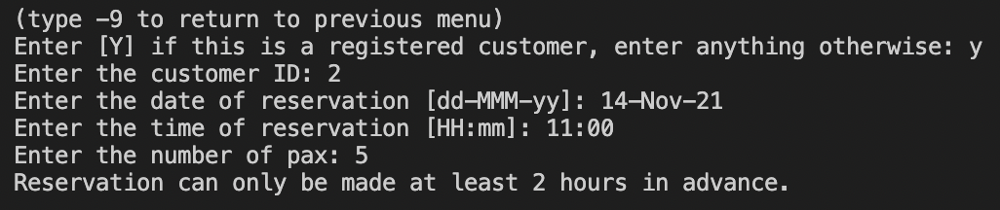 (type -9 to return to previous menu)
Enter [Y] if this is a registered customer, enter anything otherwise: y
Enter the customer ID: 2
Enter the date of reservation [dd-MMM-yy]: 14-Nov-21
Enter the time of reservation [HH:mm]: 11:00
Enter the number of pax: 5
Reservation can only be made at least 2 hours in advance.